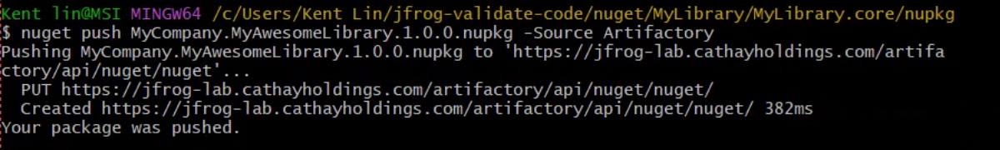 Kent lin@MSI MINGW64 /c/Users/Kent Lin/jfrog-validate-code/nuget/MyLibrary/MyLibrary.core/nupkg
$ nuget push MyCompany.MyAwesomeLibrary.1.0.0.nupkg -Source Artifactory
Pushing MyCompany.MyAwesomeLibrary.1.0.0.nupkg to 'https://jfrog-lab.cathayholdings.com/artifa
ctory/api/nuget/nuget'...
  PUT https://jfrog-lab.cathayholdings.com/artifactory/api/nuget/nuget/
  Created https://jfrog-lab.cathayholdings.com/artifactory/api/nuget/nuget/ 382ms
Your package was pushed.